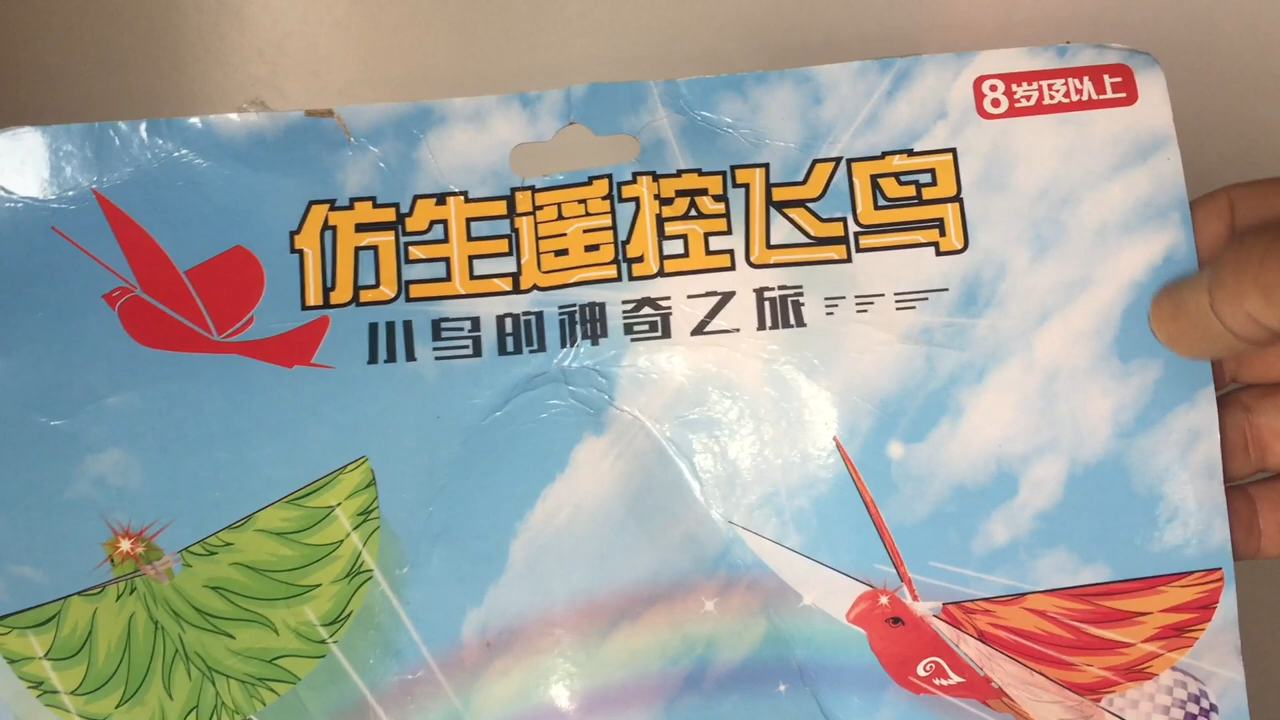 8岁及以上
仿生遥控飞鸟
小鸟的神奇之旅